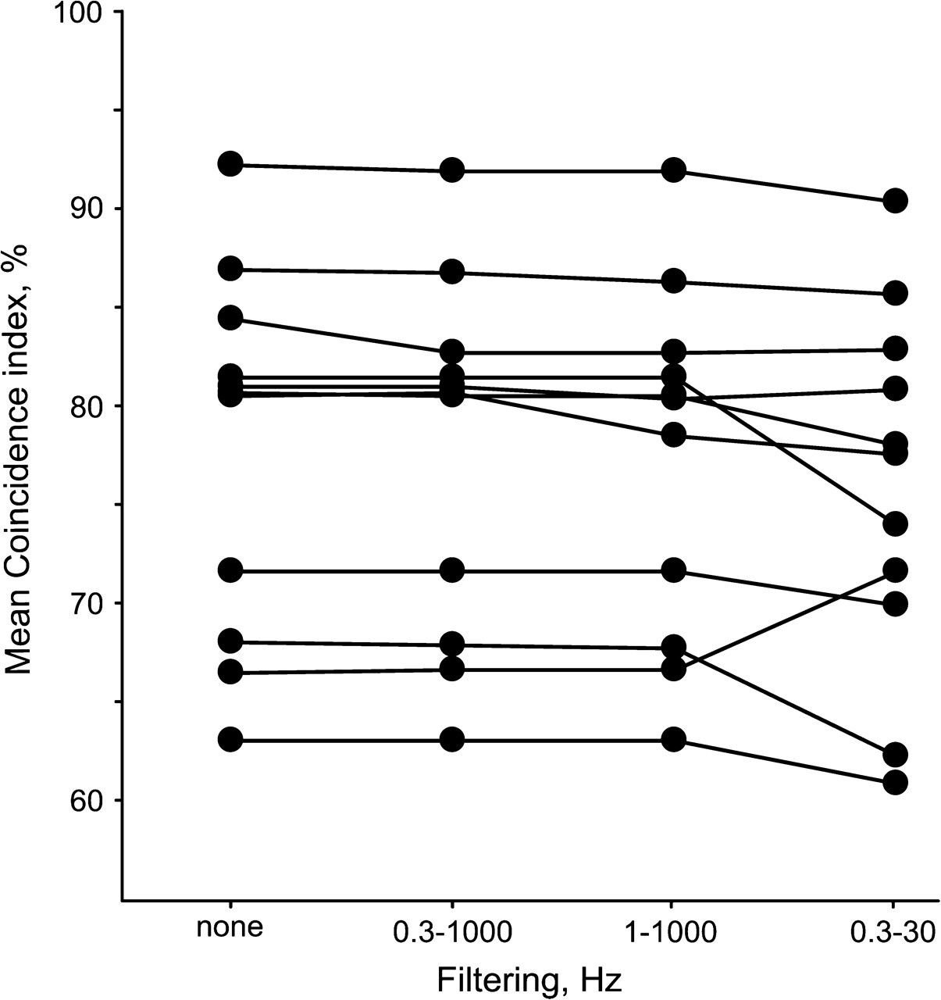 100
90
80
70
60
Mean Coincidence index, %
none 0.3-1000 1-1000 0.3-30
Filtering, Hz